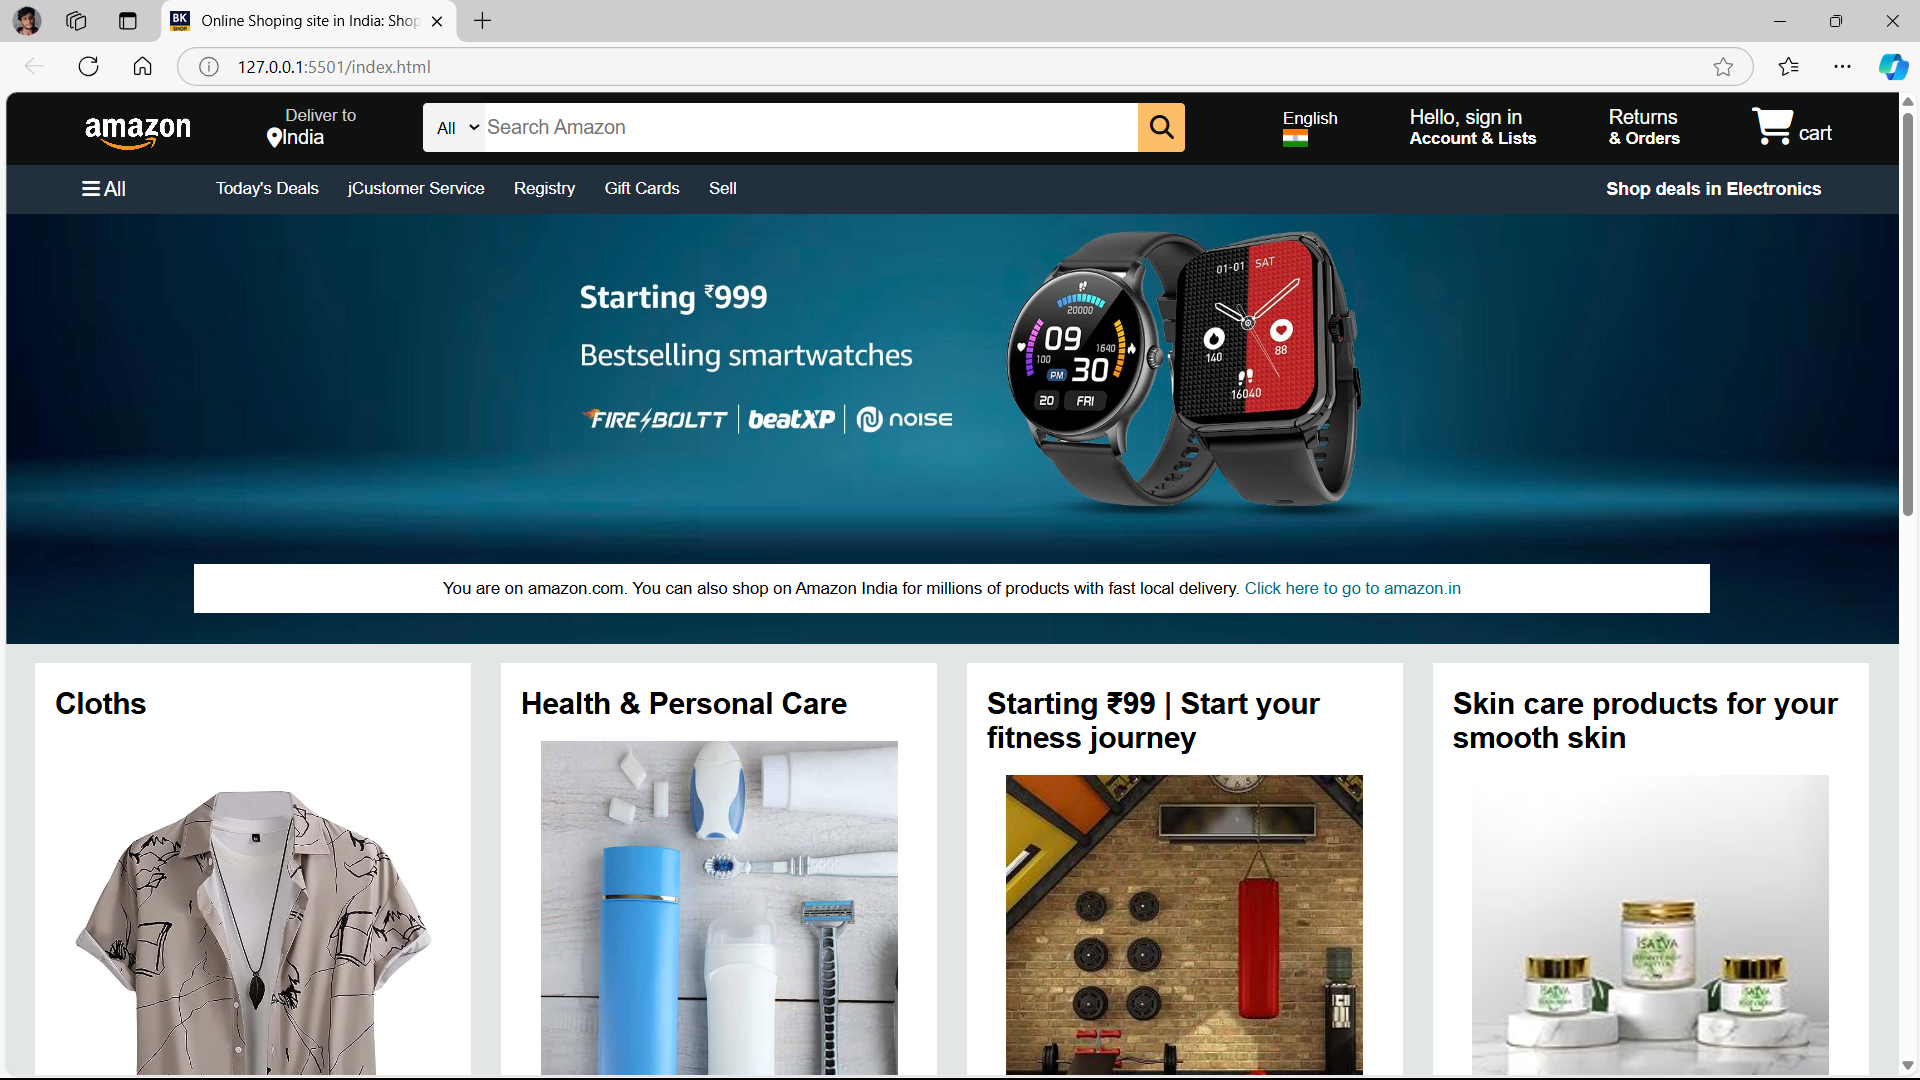 BK
SHOP
Online Shoping site in India: Shop
127.0.0.1:5501/index.html
amazon
Deliver to
India
All
Search Amazon
English
Hello, sign in
Account & Lists
Returns
& Orders
cart
All
Today's Deals
jCustomer Service
Registry
Gift Cards
Sell
Shop deals in Electronics
Starting ₹999
Bestselling smartwatches
FIRE BOLTT
beatXP
NOISE
20000
09
100
1640
PM
30
20
FRI
01-01 SAT
140
88
16040
You are on amazon.com. You can also shop on Amazon India for millions of products with fast local delivery. Click here to go to amazon.in
Cloths
Health & Personal Care
Starting ₹99 | Start your
fitness journey
Skin care products for your
smooth skin
SATVA
SATVA
SATVA